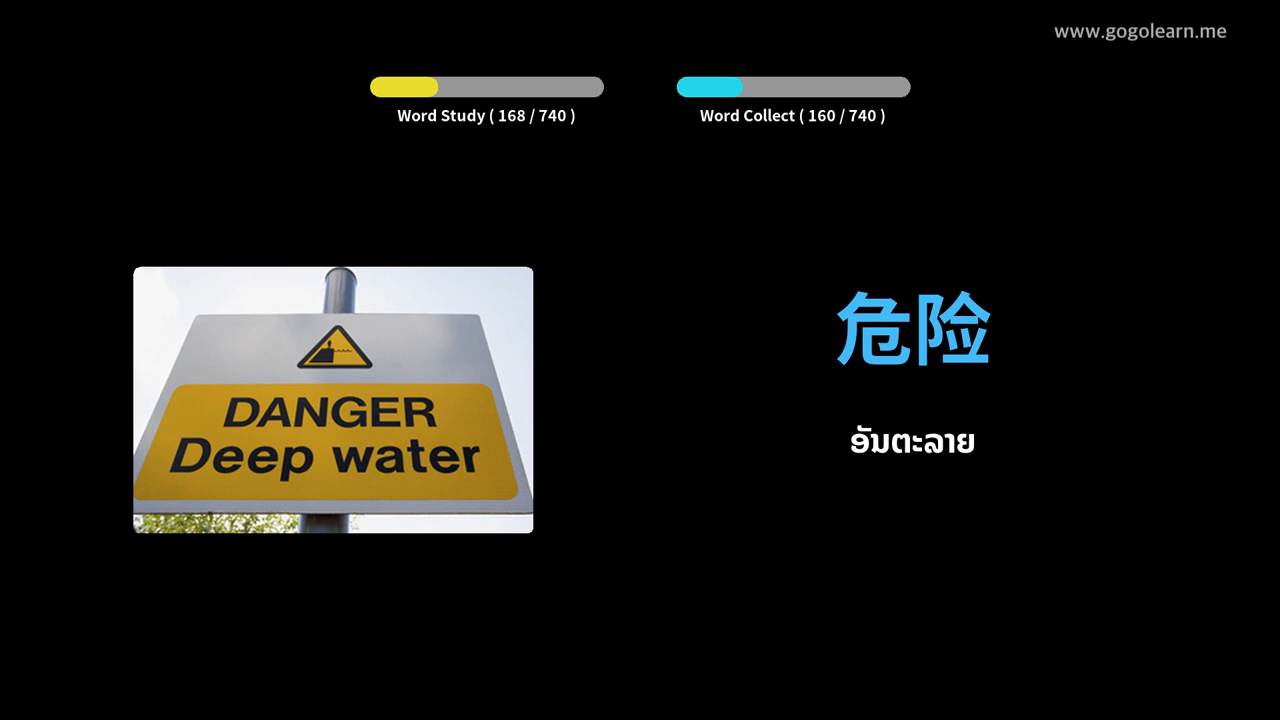 www.gogolearn.me
Word Study ( 168 / 740 )
Word Collect ( 160 / 740 )
DANGER
Deep water
危险
ອັນຕະລາຍ